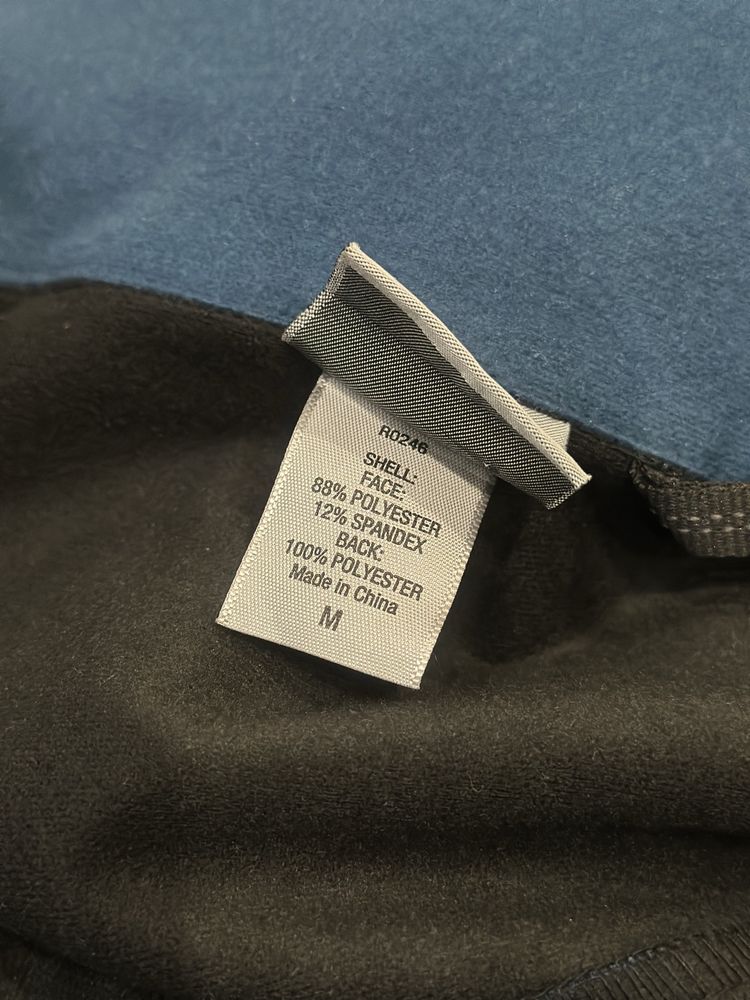 R0246
SHELL:
FACE:
88% POLYESTER
12% SPANDEX
BACK:
100% POLYESTER
Made in China
M